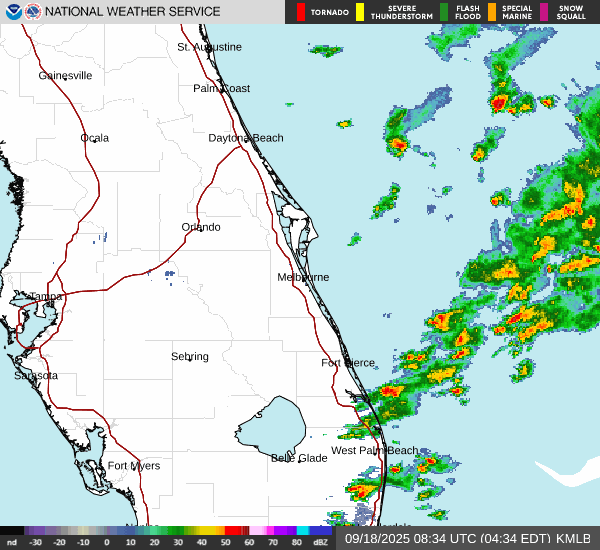 NATIONAL WEATHER SERVICE
TORNADO
SEVERE THUNDERSTORM
FLASH FLOOD
SPECIAL MARINE
SNOW SQUALL
St. Augustine
Gainesville
Palm Coast
Ocala
Daytona Beach
Orlando
Melbourne
Tampa
Sebring
Fort Pierce
Sarasota
West Palm Beach
Belle Glade
Fort Myers
nd -30 -20 -10 0 10 20 30 40 50 60 70 80 dBZ
09/18/2025 08:34 UTC (04:34 EDT) KMLB